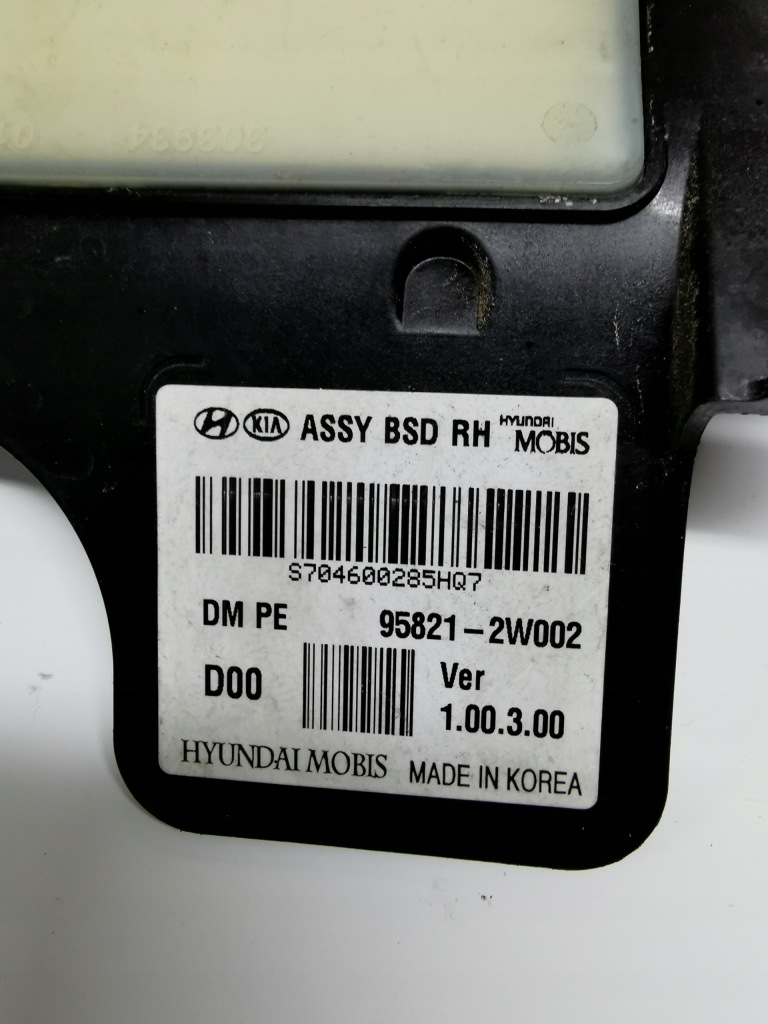 KIA ASSY BSD RH HYUNDAI MOBIS
S704600285HQ7
DM PE 95821-2W002
D00 Ver
1.00.3.00
HYUNDAI MOBIS MADE IN KOREA